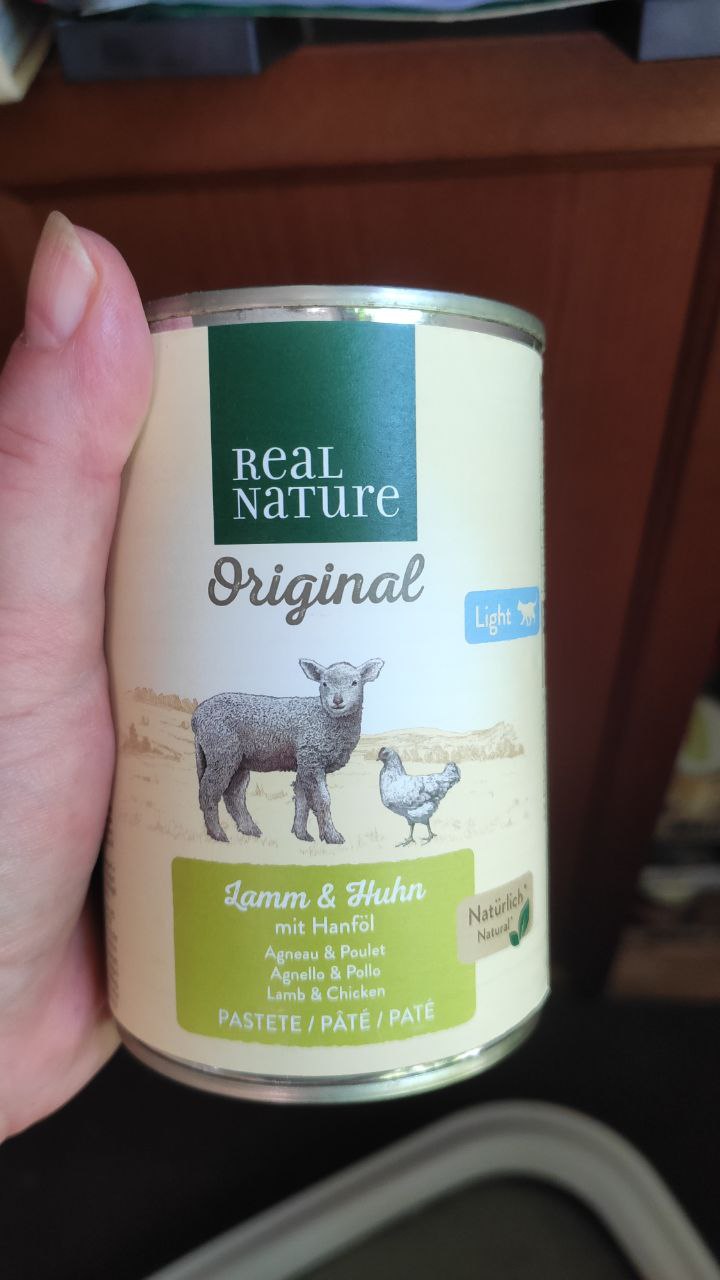 ReaL
NaTure
Original
Light
Lamm & Huhn
mit Hanföl
Agneau & Poulet
Agnello & Pollo
Lamb & Chicken
PASTETE / PÂTÉ / PATÉ
Natürlich*
Natural*